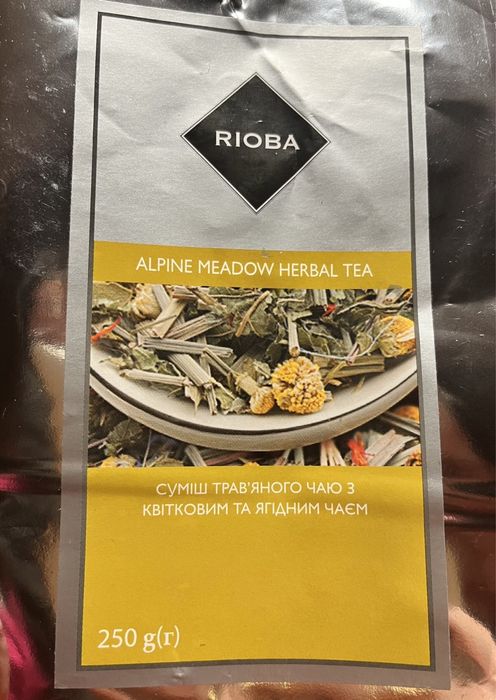 RIOBA
ALPINE MEADOW HERBAL TEA
СУМІШ ТРАВ'ЯНОГО ЧАЮ З
КВІТКОВИМ ТА ЯГІДНИМ ЧАЄМ
250 g(г)